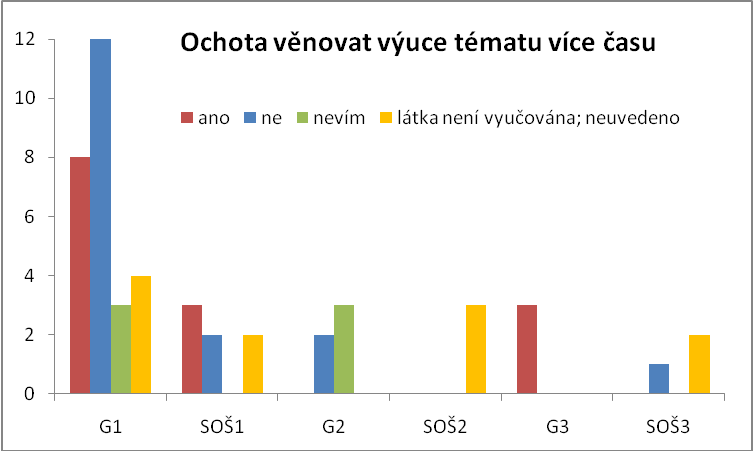 Ochota věnovat výuce tématu více času
ano ne nevím látka není vyučována; neuvedeno
12
10
8
6
4
2
0
G1 SOŠ1 G2 SOŠ2 G3 SOŠ3